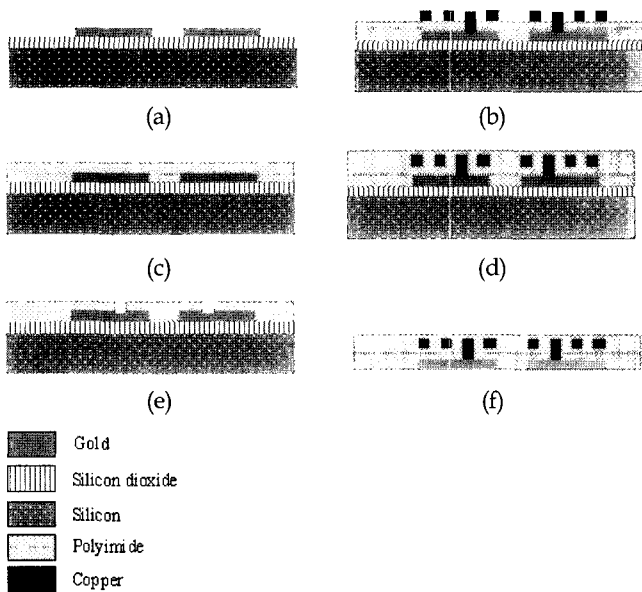 (a)
(b)
(c)
(d)
(e)
(f)
Gold
Silicon dioxide
Silicon
Polyimide
Copper